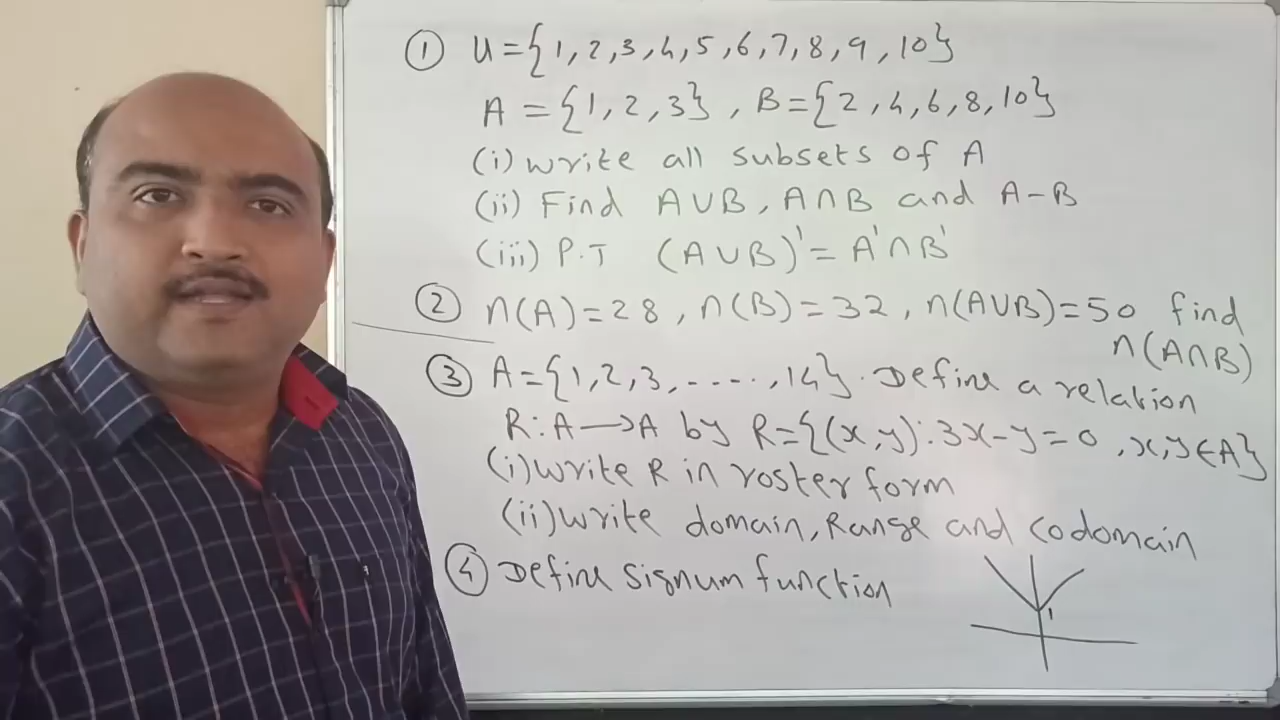 ① U={1,2,3,4,5,6,7,8,9,10}
A={1,2,3}, B={2,4,6,8,10}
(i) write all subsets of A
(ii) Find A∪B, A∩B and A-B
(iii) P.T (A∪B)'=A'∩B'
② n(A)=28, n(B)=32, n(A∪B)=50 find
n(A∩B)
③ A={1,2,3,.....,14}. Define a relation
R:A→A by R={(x,y):3x-y=0,x,y∈A}
(i) write R in roster form
(ii) write domain, Range and codomain
④ Define signum function
1